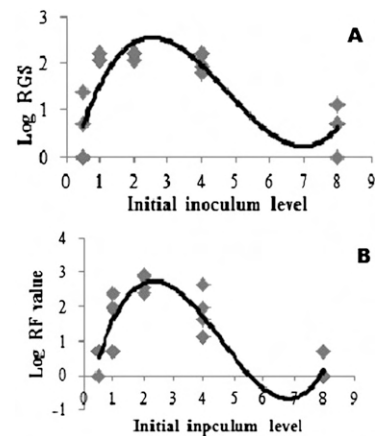 A
Log RGS
3
2
1
0
0 1 2 3 4 5 6 7 8 9
Initial inoculum level
B
Log RF value
4
3
2
1
0
-1
0 1 2 3 4 5 6 7 8 9
Initial inpculum level